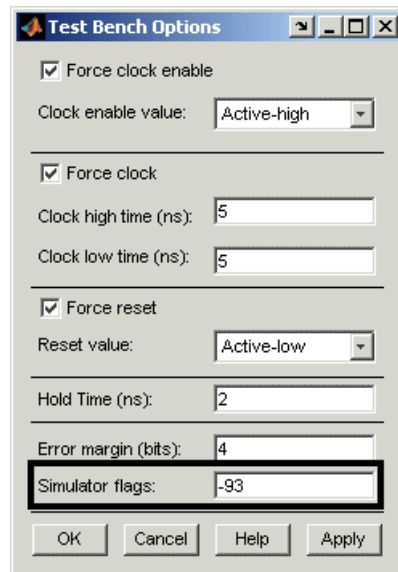 Test Bench Options
Force clock enable
Clock enable value: Active-high
Force clock
Clock high time (ns): 5
Clock low time (ns): 5
Force reset
Reset value: Active-low
Hold Time (ns): 2
Error margin (bits): 4
Simulator flags: -93
OK Cancel Help Apply